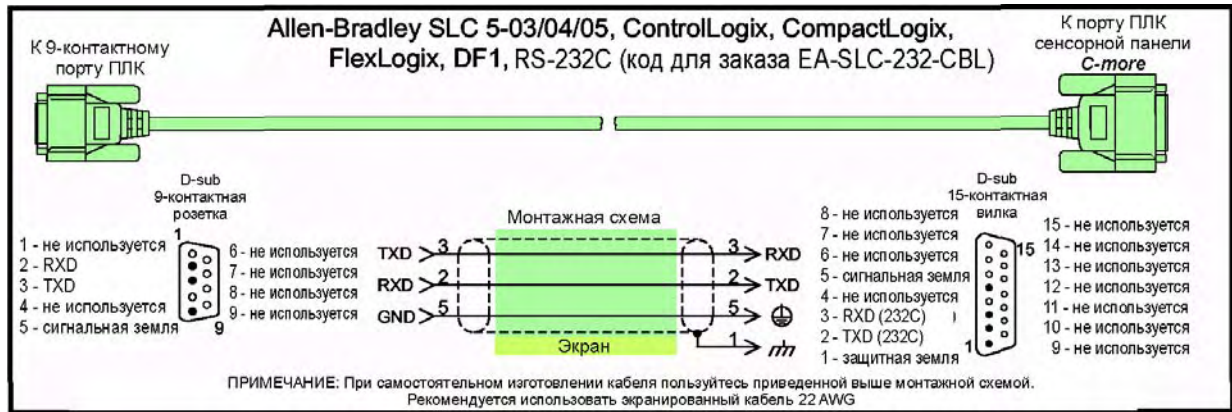 Allen-Bradley SLC 5-03/04/05, ControlLogix, CompactLogix,
FlexLogix, DF1, RS-232C (код для заказа EA-SLC-232-CBL)
К 9-контактному
порту ПЛК
К порту ПЛК
сенсорной панели
C-more
D-sub
9-контактная
розетка
1 - не используется
2 - RXD
3 - TXD
4 - не используется
5 - сигнальная земля
1
9
6 - не используется
7 - не используется
8 - не используется
9 - не используется
Монтажная схема
TXD 3 3 RXD
RXD 2 2 TXD
GND 5 5
1
Экран
D-sub
15-контактная
вилка
8 - не используется
7 - не используется
6 - не используется
5 - сигнальная земля
4 - не используется
3 - RXD (232C) )
2 - TXD (232C)
1 - защитная земля
15
1
15 - не используется
14 - не используется
13 - не используется
12 - не используется
11 - не используется
10 - не используется
9 - не используется
ПРИМЕЧАНИЕ: При самостоятельном изготовлении кабеля пользуйтесь приведенной выше монтажной схемой.
Рекомендуется использовать экранированный кабель 22 AWG